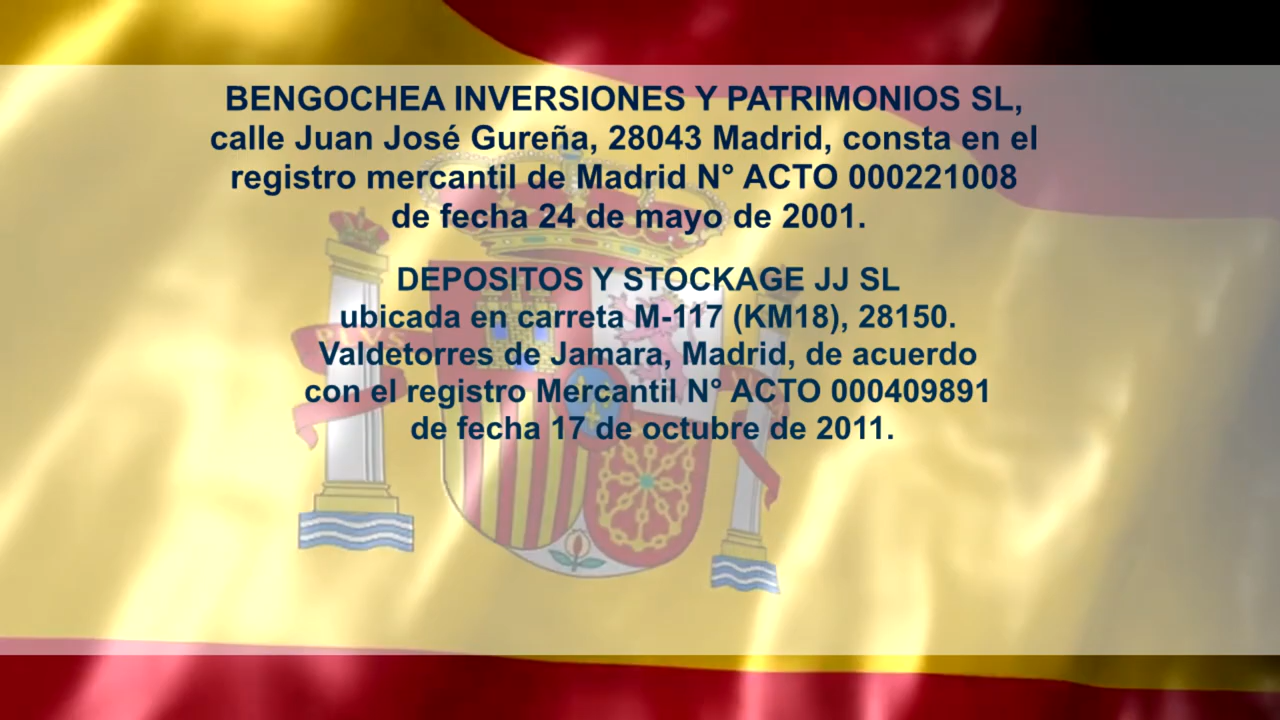 BENGOCHEA INVERSIONES Y PATRIMONIOS SL,
calle Juan José Gureña, 28043 Madrid, consta en el
registro mercantil de Madrid N° ACTO 000221008
de fecha 24 de mayo de 2001.
DEPOSITOS Y STOCKAGE JJ SL
ubicada en carreta M-117 (KM18), 28150.
Valdetorres de Jamara, Madrid, de acuerdo
con el registro Mercantil N° ACTO 000409891
de fecha 17 de octubre de 2011.